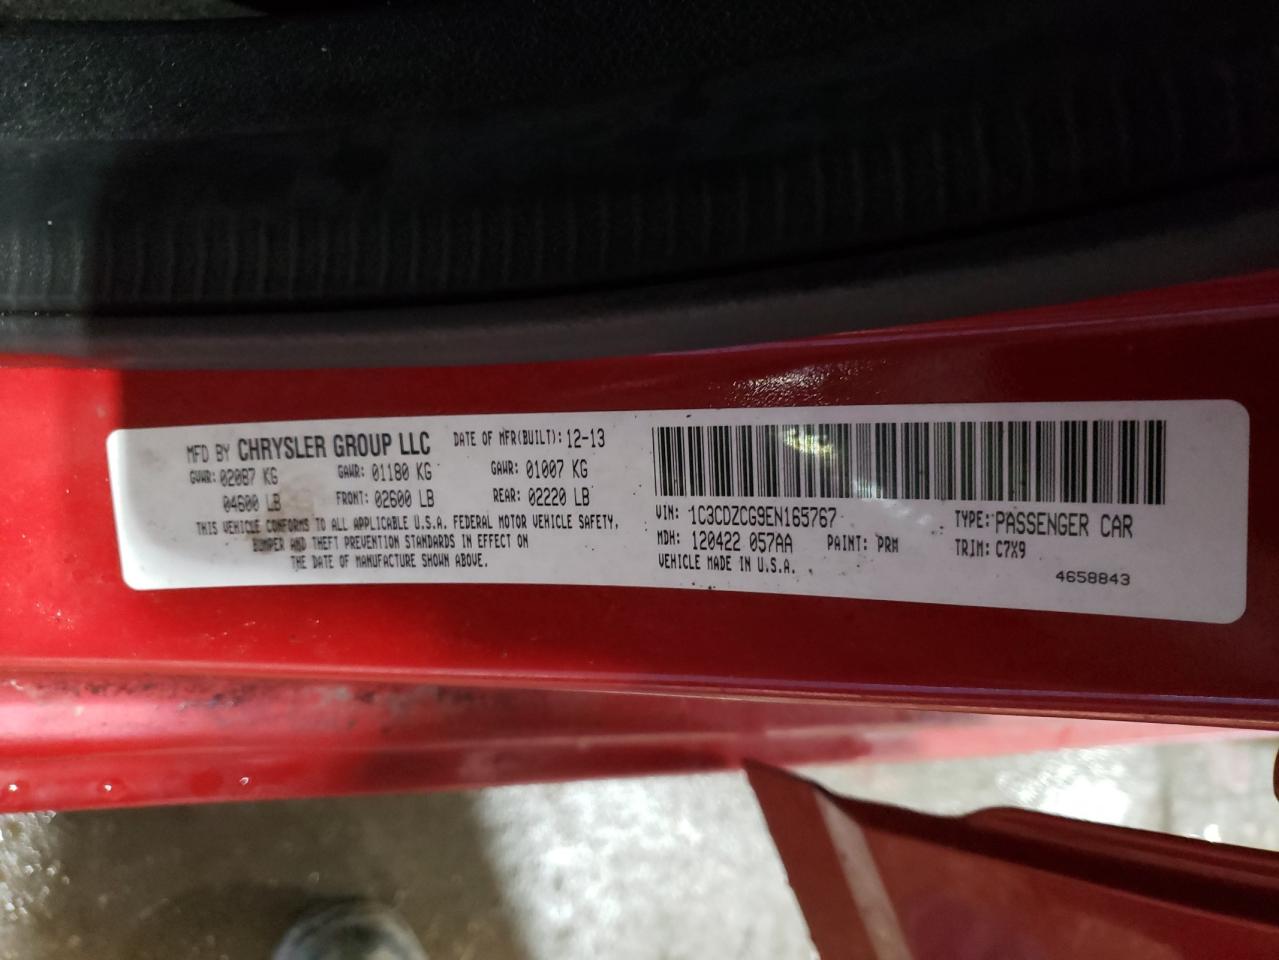 MFD BY CHRYSLER GROUP LLC DATE OF MFR(BUILT): 12-13
GVWR: 02087 KG GAWR: 01180 KG GAWR: 01007 KG
04600 LB FRONT: 02600 LB REAR: 02220 LB
THIS VEHICLE CONFORMS TO ALL APPLICABLE U.S.A. FEDERAL MOTOR VEHICLE SAFETY,
BUMPER AND THEFT PREVENTION STANDARDS IN EFFECT ON
THE DATE OF MANUFACTURE SHOWN ABOVE.
VIN: 1C3CDZCG9EN165767 TYPE: PASSENGER CAR
MDH: 120422 057AA PAINT: PRM TRIM: C7X9
VEHICLE MADE IN U.S.A.
4658843